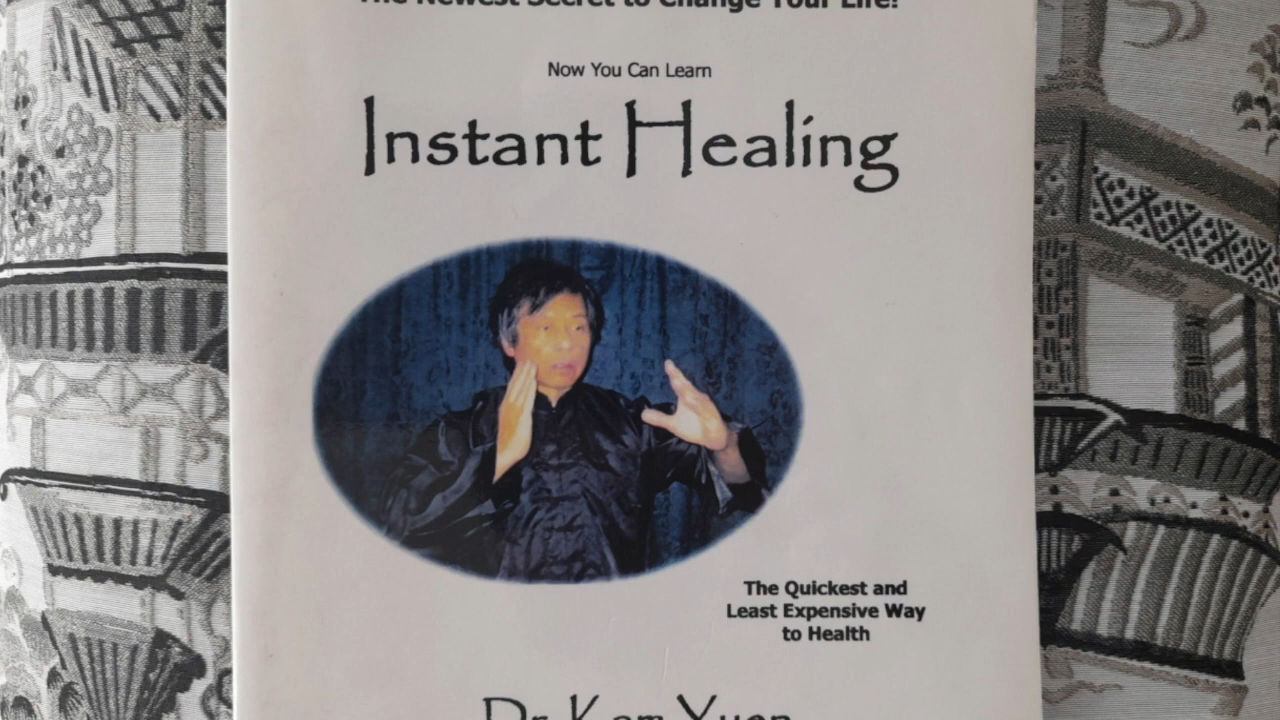 The Newest Secret to Change Your Life!
Now You Can Learn
Instant Healing
The Quickest and
Least Expensive Way
to Health
Dr. Kam Yuen